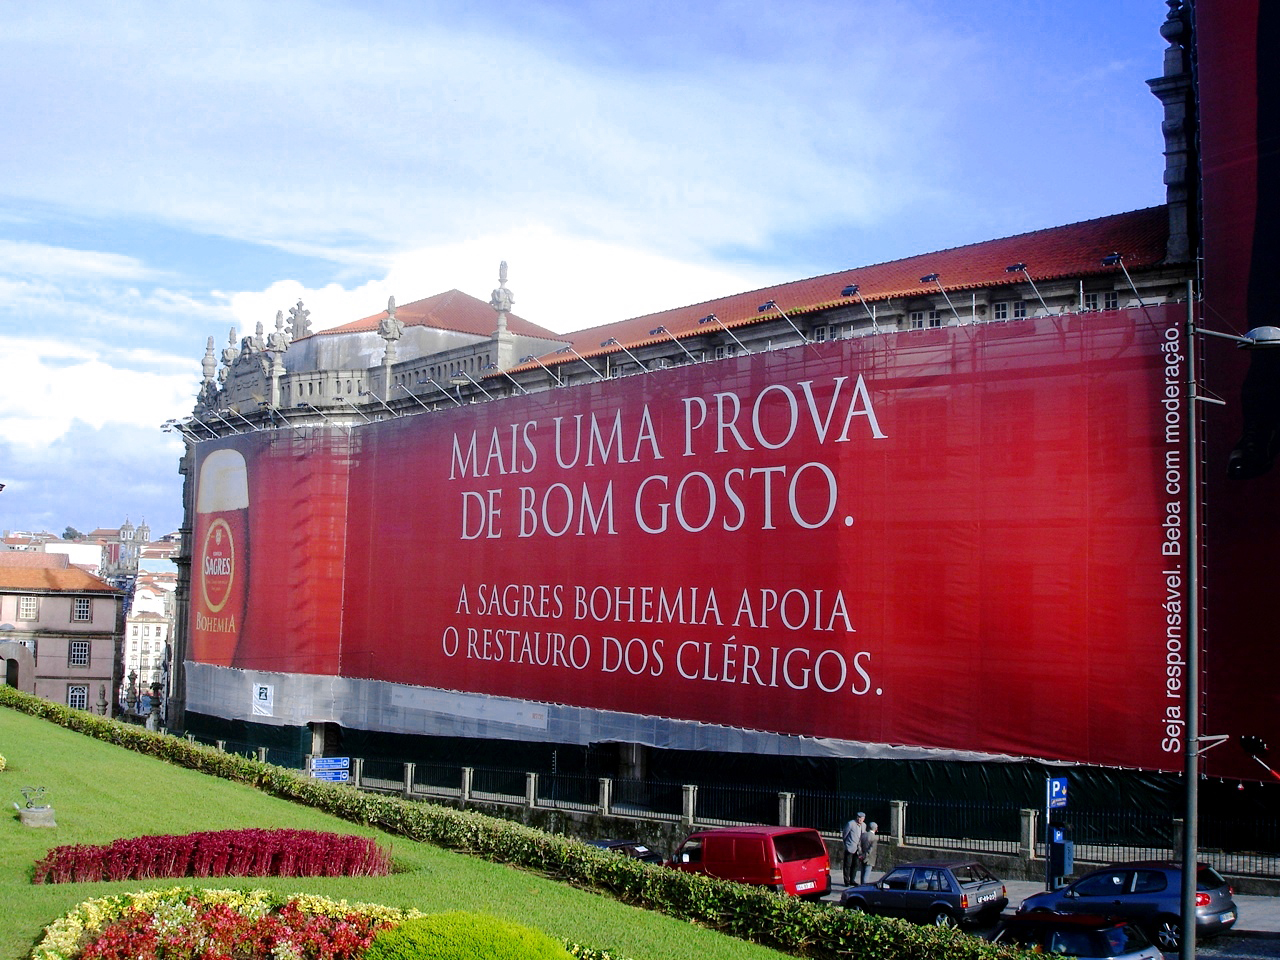 MAIS UMA PROVA
DE BOM GOSTO.
A SAGRES BOHEMIA APOIA
O RESTAURO DOS CLÉRIGOS.
SAGRES
BOHEMIA
Seja responsável. Beba com moderação.
P
P